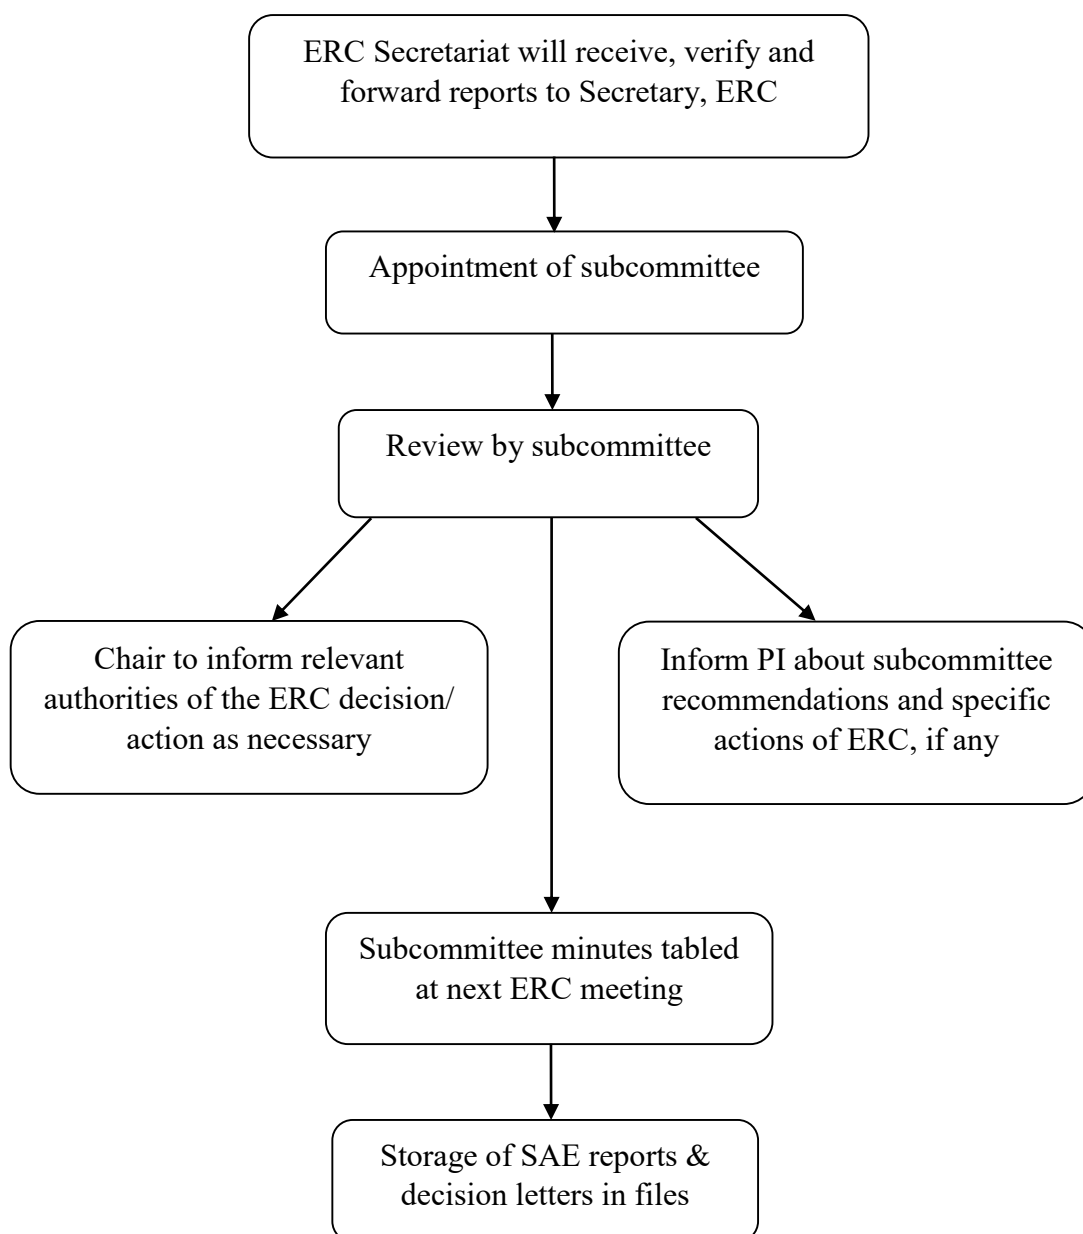 ERC Secretariat will receive, verify and
forward reports to Secretary, ERC
Appointment of subcommittee
Review by subcommittee
Chair to inform relevant
authorities of the ERC decision/
action as necessary
Inform PI about subcommittee
recommendations and specific
actions of ERC, if any
Subcommittee minutes tabled
at next ERC meeting
Storage of SAE reports &
decision letters in files